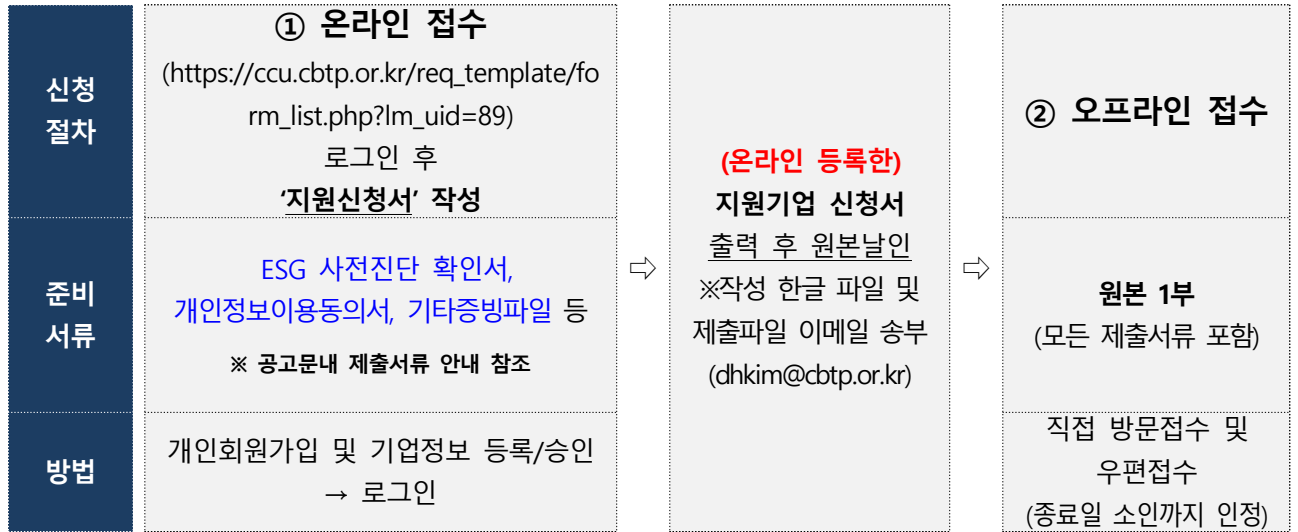 신청
절차
① 온라인 접수
(https://ccu.cbtp.or.kr/req_template/fo
rm_list.php?lm_uid=89)
로그인 후
‘지원신청서’ 작성
준비
서류
ESG 사전진단 확인서,
개인정보이용동의서, 기타증빙파일 등
※ 공고문내 제출서류 안내 참조
방법
개인회원가입 및 기업정보 등록/승인
→ 로그인
⇨
(온라인 등록한)
지원기업 신청서
출력 후 원본날인
※작성 한글 파일 및
제출파일 이메일 송부
(dhkim@cbtp.or.kr)
⇨
② 오프라인 접수
원본 1부
(모든 제출서류 포함)
직접 방문접수 및
우편접수
(종료일 소인까지 인정)